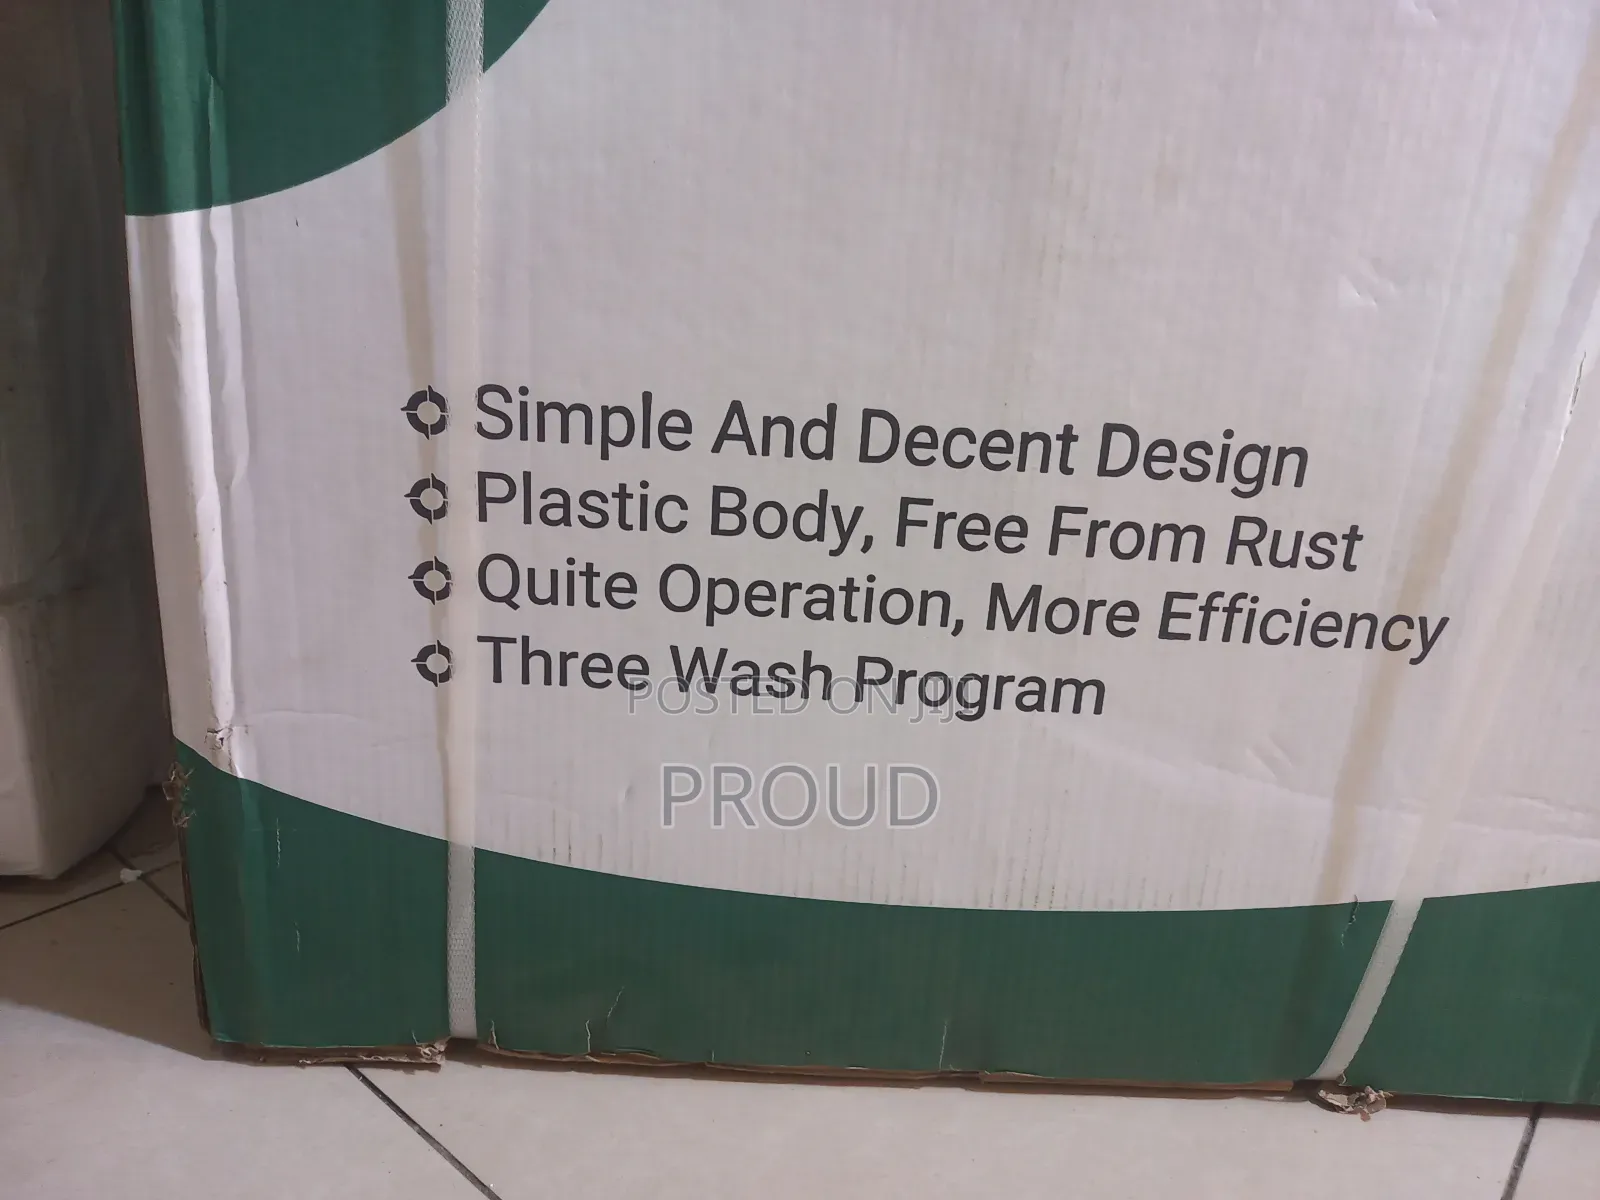 Simple And Decent Design
Plastic Body, Free From Rust
Quite Operation, More Efficiency
Three Wash Program
POSTED ON JIJI
PROUD